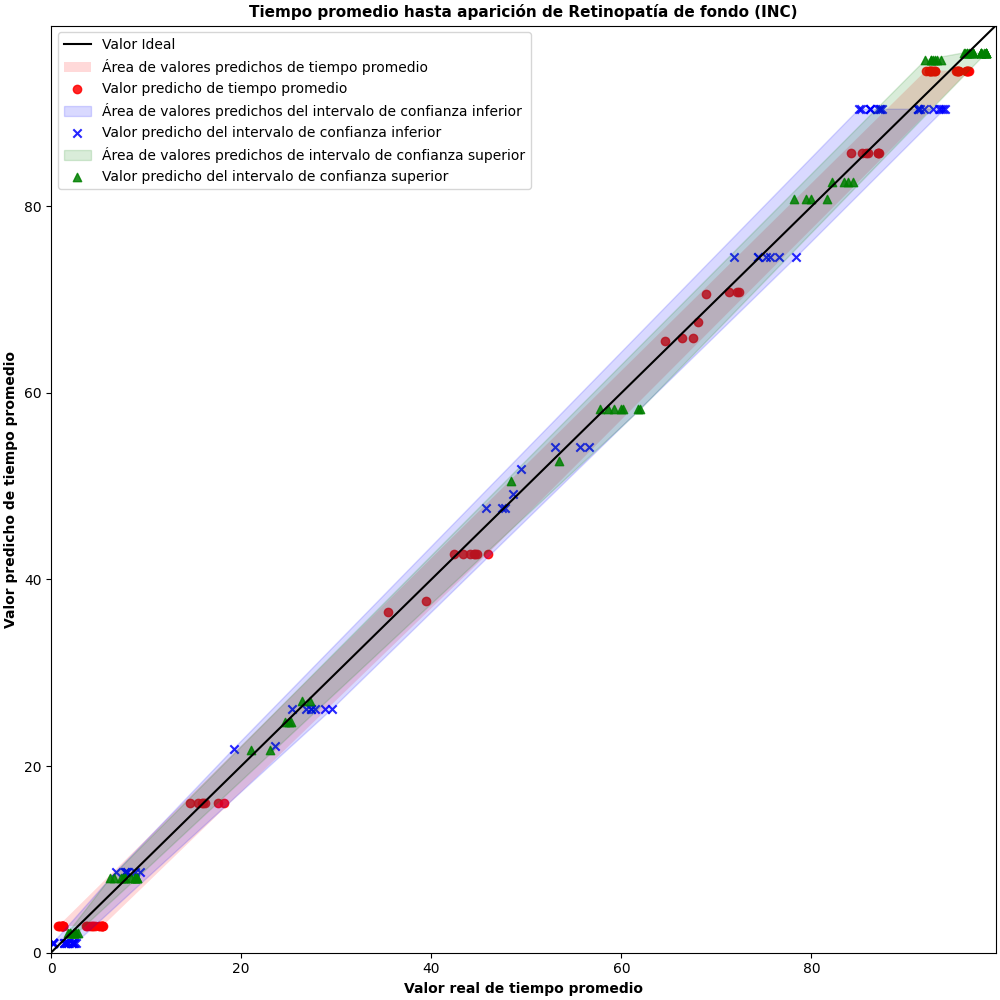 Tiempo promedio hasta aparición de Retinopatía de fondo (INC)
Valor Ideal
Área de valores predichos de tiempo promedio
Valor predicho de tiempo promedio
Área de valores predichos del intervalo de confianza inferior
Valor predicho del intervalo de confianza inferior
Área de valores predichos de intervalo de confianza superior
Valor predicho del intervalo de confianza superior
Valor predicho de tiempo promedio
80
60
40
20
0
0 20 40 60 80
Valor real de tiempo promedio